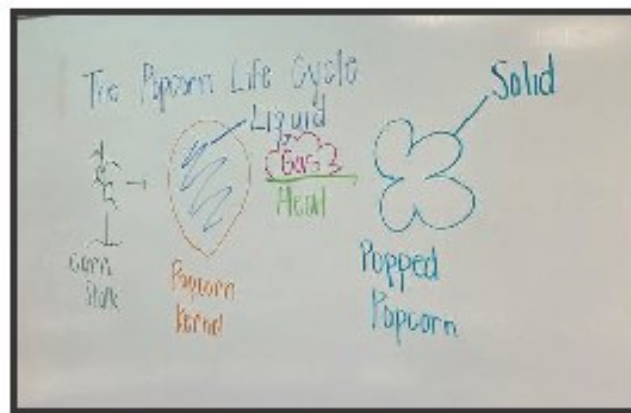 The Popcorn Life Cycle
Liquid
Solid
Gas
Heat
Corn
Stalk
Popcorn
Kernel
Popped
Popcorn